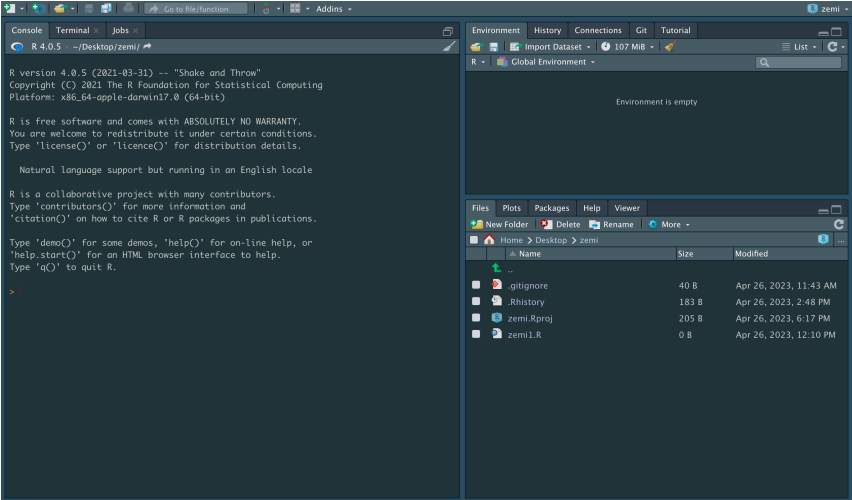 Go to file/function
Addins
zemi
Console Terminal Jobs
R 4.0.5 · ~/Desktop/zemi/
R version 4.0.5 (2021-03-31) -- "Shake and Throw"
Copyright (C) 2021 The R Foundation for Statistical Computing
Platform: x86_64-apple-darwin17.0 (64-bit)
R is free software and comes with ABSOLUTELY NO WARRANTY.
You are welcome to redistribute it under certain conditions.
Type 'license()' or 'licence()' for distribution details.
Natural language support but running in an English locale
R is a collaborative project with many contributors.
Type 'contributors()' for more information and
'citation()' on how to cite R or R packages in publications.
Type 'demo()' for some demos, 'help()' for on-line help, or
'help.start()' for an HTML browser interface to help.
Type 'q()' to quit R.
>
Environment History Connections Git Tutorial
Import Dataset 107 MiB List
R Global Environment
Environment is empty
Files Plots Packages Help Viewer
New Folder Delete Rename More
Home Desktop zemi ...
Name Size Modified
..
.gitignore 40 B Apr 26, 2023, 11:43 AM
.Rhistory 183 B Apr 26, 2023, 2:48 PM
zemi.Rproj 205 B Apr 26, 2023, 6:17 PM
zemi1.R 0 B Apr 26, 2023, 12:10 PM